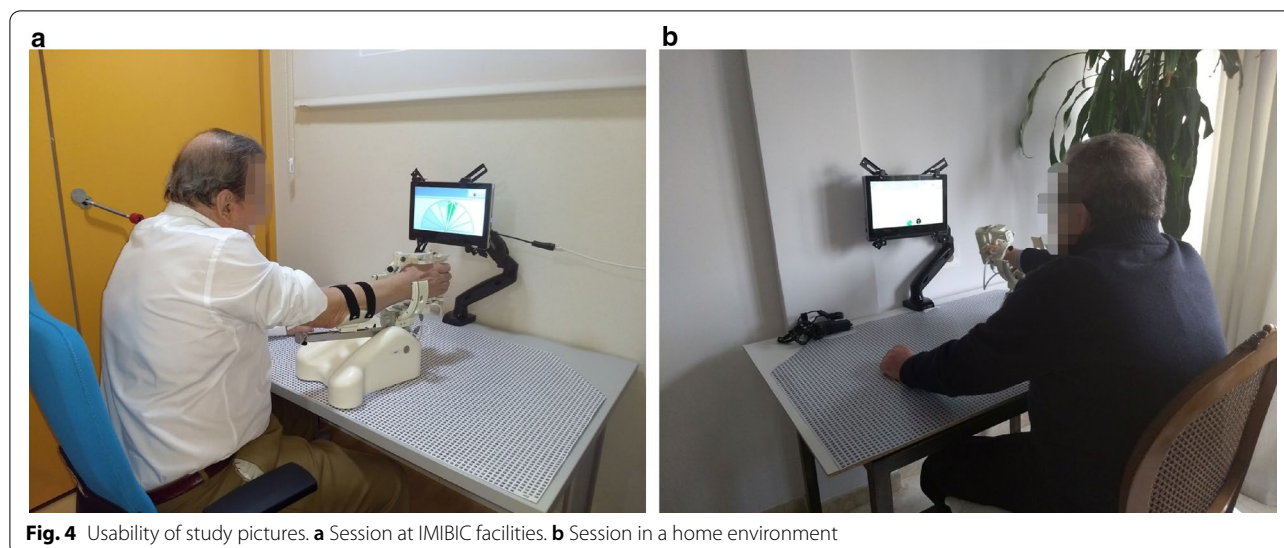 a
b
Fig. 4 Usability of study pictures. a Session at IMIBIC facilities. b Session in a home environment